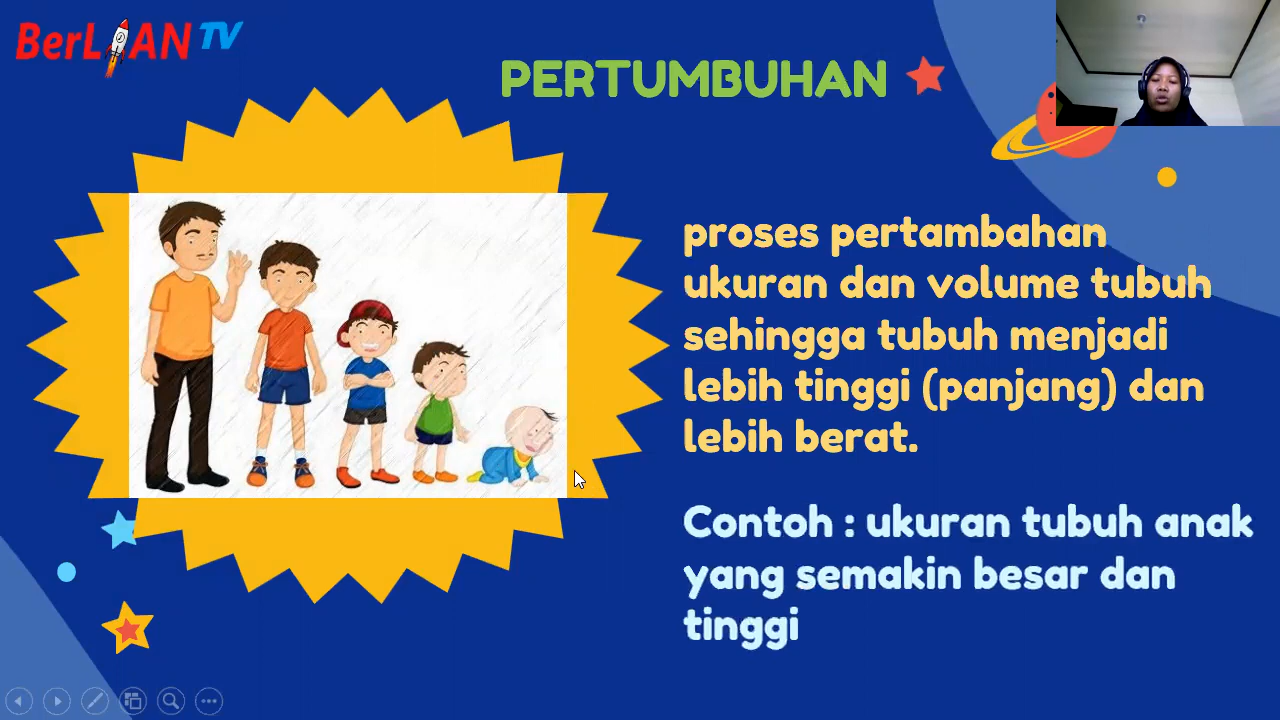 BerLIAN TV
PERTUMBUHAN
proses pertambahan
ukuran dan volume tubuh
sehingga tubuh menjadi
lebih tinggi (panjang) dan
lebih berat.
Contoh : ukuran tubuh anak
yang semakin besar dan
tinggi